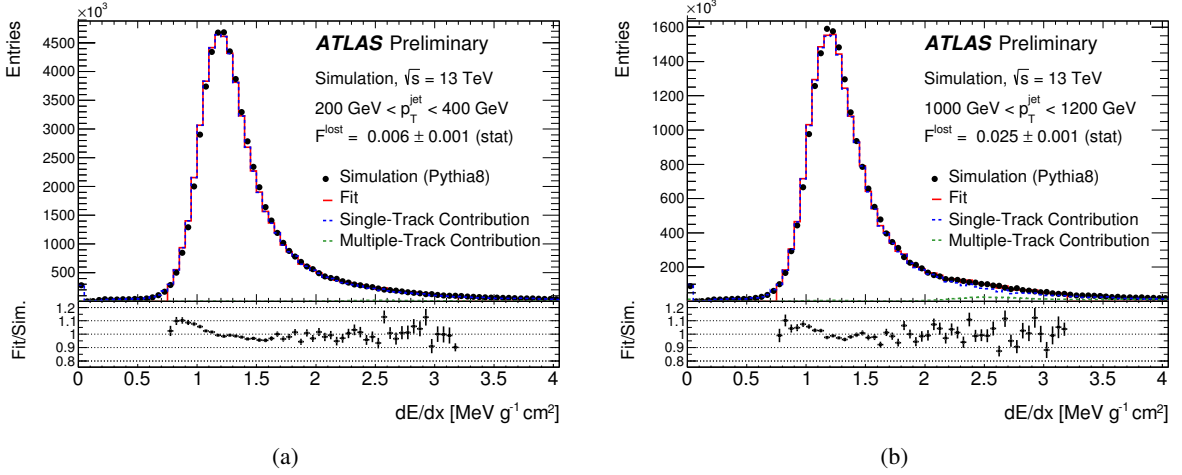 ×10³
4500
4000
3500
3000
2500
2000
1500
1000
500
Entries
ATLAS Preliminary
Simulation, √s = 13 TeV
200 GeV < p_T^jet < 400 GeV
F^lost = 0.006 ± 0.001 (stat)
Simulation (Pythia8)
Fit
Single-Track Contribution
Multiple-Track Contribution
Fit/Sim.
1.2
1.1
1
0.9
0.8
0 0.5 1 1.5 2 2.5 3 3.5 4
dE/dx [MeV g⁻¹ cm²]
(a)
×10³
1600
1400
1200
1000
800
600
400
200
Entries
ATLAS Preliminary
Simulation, √s = 13 TeV
1000 GeV < p_T^jet < 1200 GeV
F^lost = 0.025 ± 0.001 (stat)
Simulation (Pythia8)
Fit
Single-Track Contribution
Multiple-Track Contribution
Fit/Sim.
1.2
1.1
1
0.9
0.8
0 0.5 1 1.5 2 2.5 3 3.5 4
dE/dx [MeV g⁻¹ cm²]
(b)